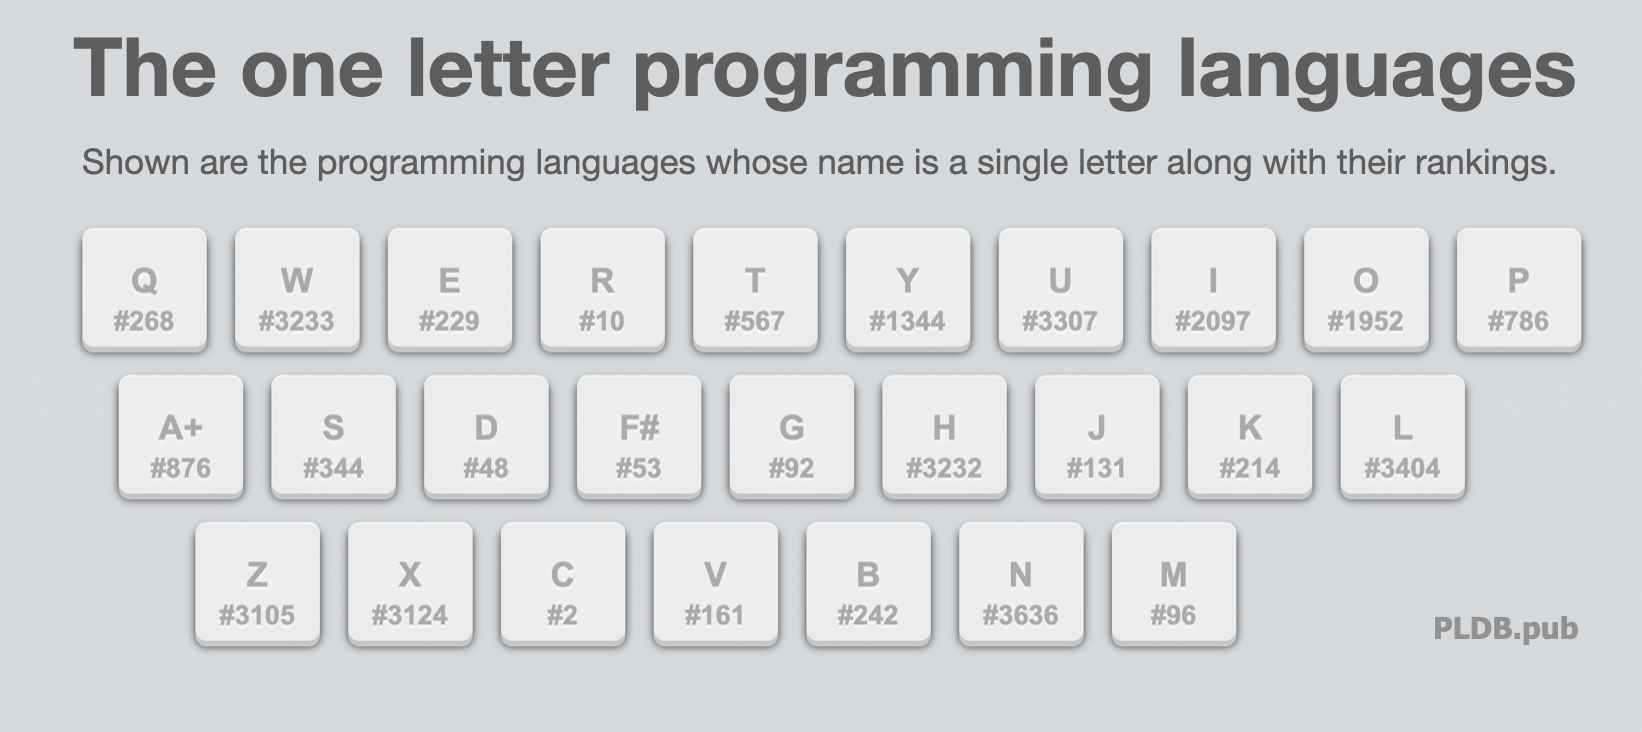 The one letter programming languages
Shown are the programming languages whose name is a single letter along with their rankings.
Q W E R T Y U I O P
#268 #3233 #229 #10 #567 #1344 #3307 #2097 #1952 #786
A+ S D F# G H J K L
#876 #344 #48 #53 #92 #3232 #131 #214 #3404
Z X C V B N M
#3105 #3124 #2 #161 #242 #3636 #96
PLDB.pub